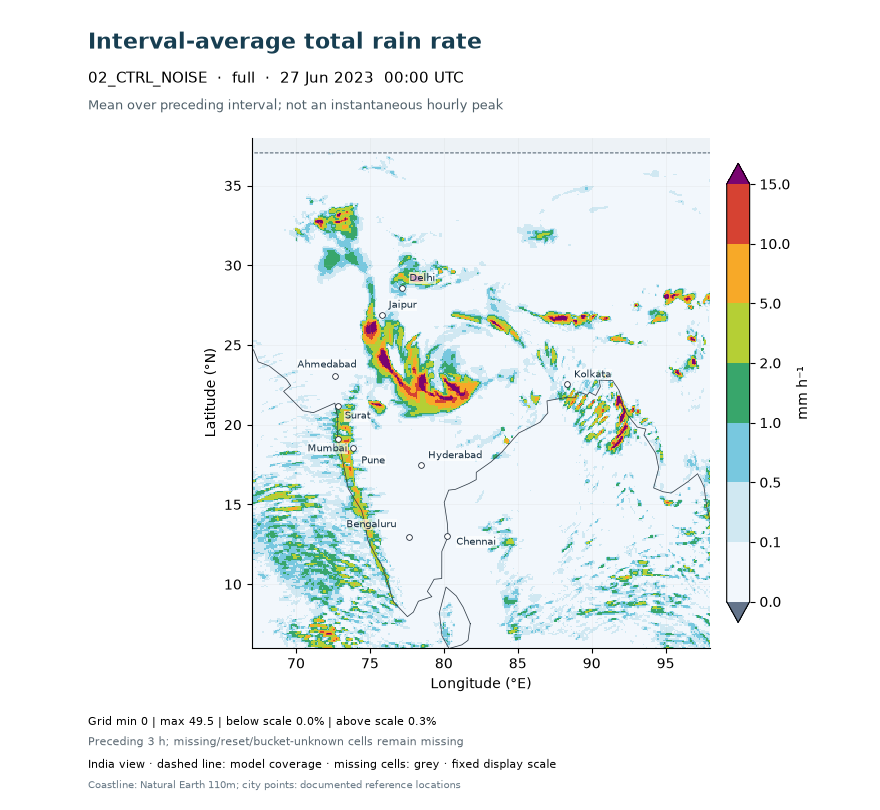 Interval-average total rain rate
02_CTRL_NOISE · full · 27 Jun 2023 00:00 UTC
Mean over preceding interval; not an instantaneous hourly peak
35
30
25
20
15
10
Latitude (°N)
70
75
80
85
90
95
Longitude (°E)
Delhi
Jaipur
Ahmedabad
Kolkata
Surat
Mumbai
Pune
Hyderabad
Bengaluru
Chennai
15.0
10.0
5.0
2.0
1.0
0.5
0.1
0.0
mm h⁻¹
Grid min 0 | max 49.5 | below scale 0.0% | above scale 0.3%
Preceding 3 h; missing/reset/bucket-unknown cells remain missing
India view · dashed line: model coverage · missing cells: grey · fixed display scale
Coastline: Natural Earth 110m; city points: documented reference locations